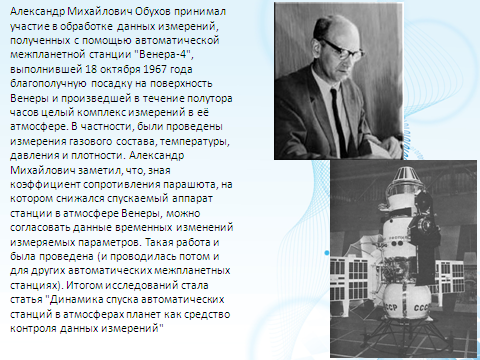 Александр Михайлович Обухов принимал
участие в обработке данных измерений,
полученных с помощью автоматической
межпланетной станции "Венера-4",
выполнившей 18 октября 1967 года
благополучную посадку на поверхность
Венеры и произведшей в течение полутора
часов целый комплекс измерений в её
атмосфере. В частности, были проведены
измерения газового состава, температуры,
давления и плотности. Александр
Михайлович заметил, что, зная
коэффициент сопротивления парашюта, на
котором снижался спускаемый аппарат
станции в атмосфере Венеры, можно
согласовать данные временных изменений
измеряемых параметров. Такая работа и
была проведена (и проводилась потом и
для других автоматических межпланетных
станциях). Итогом исследований стала
статья "Динамика спуска автоматических
станций в атмосферах планет как средство
контроля данных измерений"
СССР